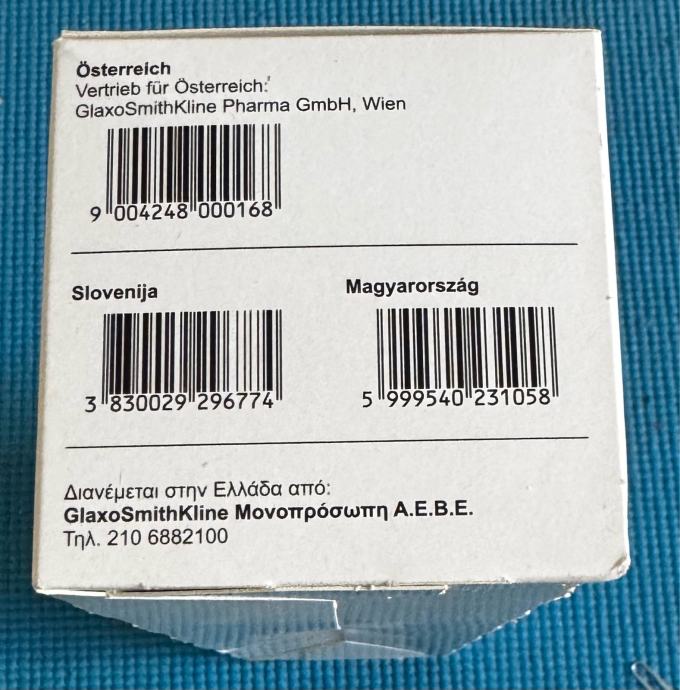 Österreich
Vertrieb für Österreich:
GlaxoSmithKline Pharma GmbH, Wien
9 004248 000168
Slovenija
Magyarország
3 830029 296774
5 999540 231058
Διανέμεται στην Ελλάδα από:
GlaxoSmithKline Μονοπρόσωπη Α.Ε.Β.Ε.
Τηλ. 210 6882100